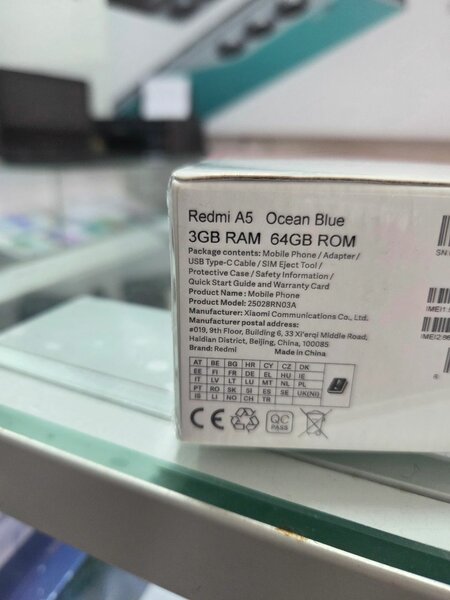 Redmi A5 Ocean Blue
3GB RAM 64GB ROM
Package contents: Mobile Phone / Adapter /
USB Type-C Cable / SIM Eject Tool /
Protective Case / Safety Information /
Quick Start Guide and Warranty Card
Product Name: Mobile Phone
Product Model: 25028RN03A
Manufacturer: Xiaomi Communications Co., Ltd.
Manufacturer postal address:
#019, 9th Floor, Building 6, 33 Xi'erqi Middle Road,
Haidian District, Beijing, China, 100085
Brand: Redmi Made in China
AT BE BG HR CY CZ DK
EE FI FR DE EL HU IE
IT LV LT LU MT NL PL
PT RO SK SI ES SE UK(NI)
IS LI NO CH TR
CE QC PASS
SN:
IMEI1:
IMEI2:86